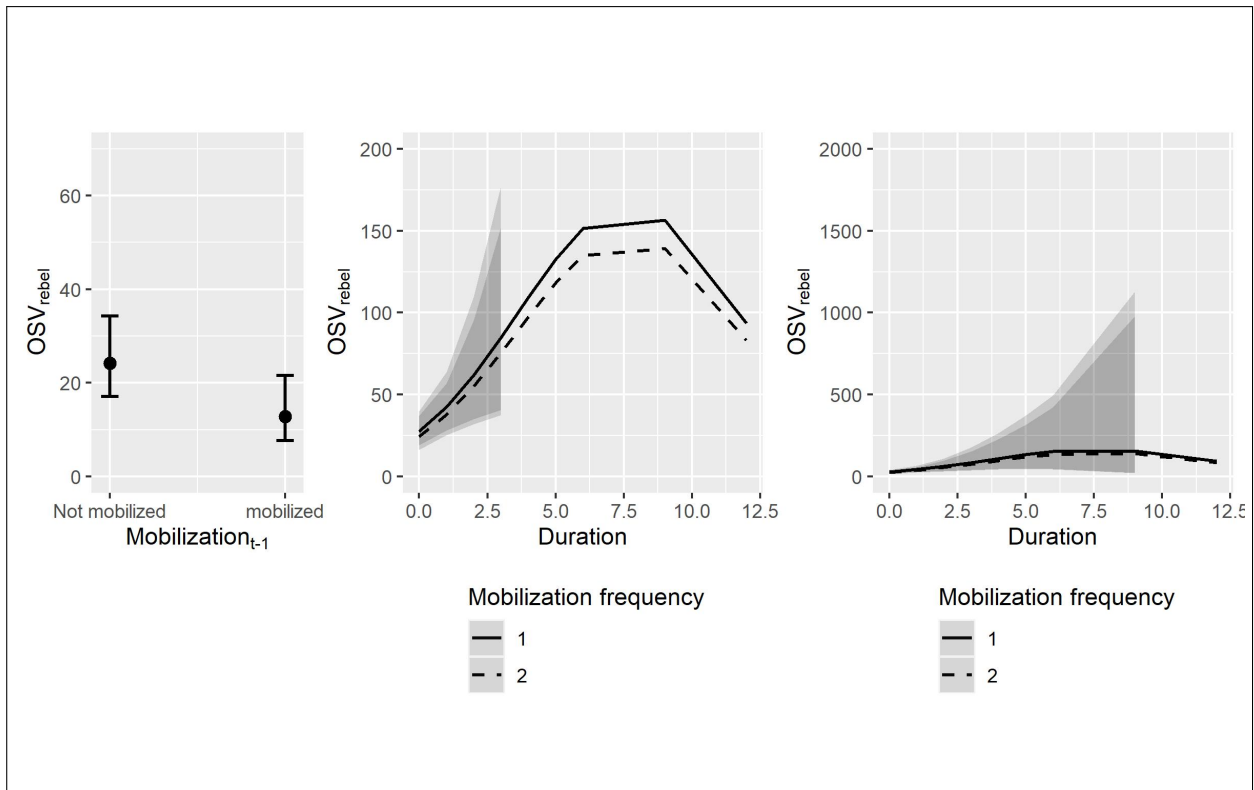 60
40
20
0
OSVrebel
Not mobilized mobilized
Mobilizationt-1
200
150
100
50
0
OSVrebel
0.0 2.5 5.0 7.5 10.0 12.5
Duration
Mobilization frequency
1
2
2000
1500
1000
500
0
OSVrebel
0.0 2.5 5.0 7.5 10.0 12.5
Duration
Mobilization frequency
1
2